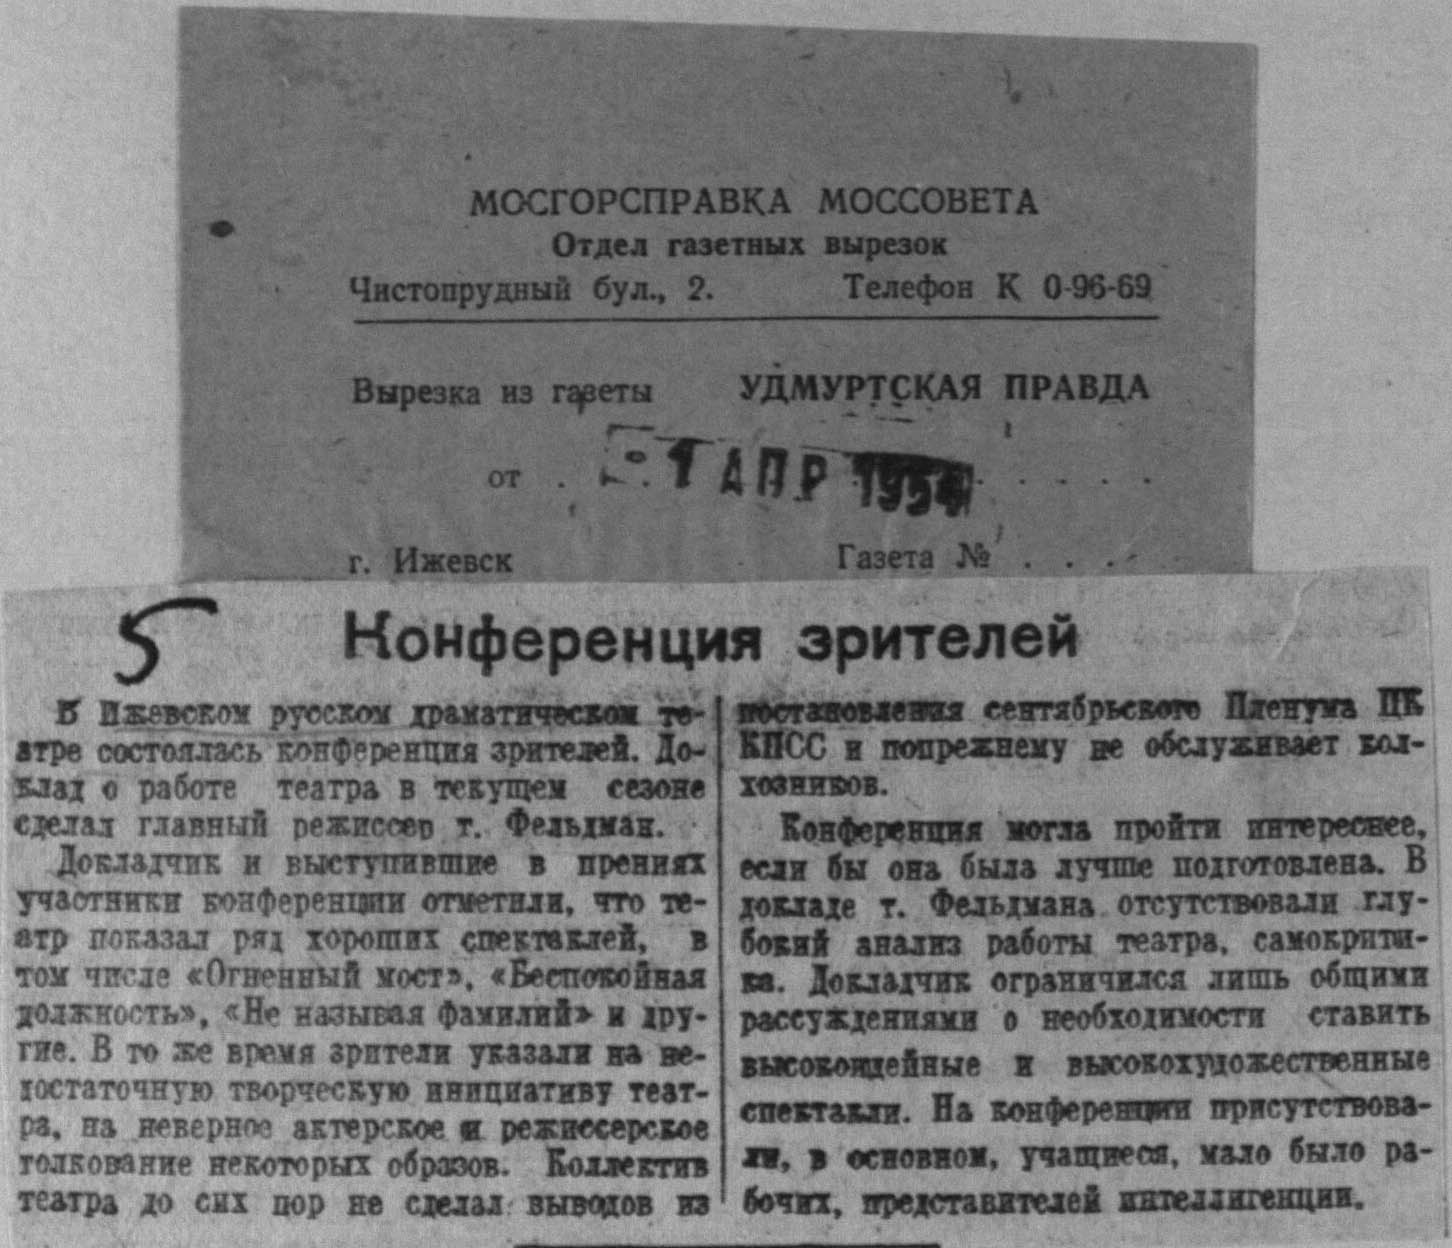 МОСГОРСПРАВКА МОССОВЕТА
Отдел газетных вырезок
Чистопрудный бул., 2. Телефон К 0-96-69
Вырезка из газеты УДМУРТСКАЯ ПРАВДА
от . 1 АПР 1954 . . . . .
г. Ижевск Газета № . . . .
5
Конференция зрителей
В Ижевском русском драматическом те-
атре состоялась конференция зрителей. До-
клад о работе театра в текущем сезоне
сделал главный режиссер т. Фельдман.
Докладчик и выступившие в прениях
участники конференции отметили, что те-
атр показал ряд хороших спектаклей, в
том числе «Огненный мост», «Беспокойная
должность», «Не называя фамилий» и дру-
гие. В то же время зрители указали на не-
достаточную творческую инициативу теат-
ра, на неверное актерское и режиссерское
толкование некоторых образов. Коллектив
театра до сих пор не сделал выводов из
постановления сентябрьского Пленума ЦК
КПСС и попрежнему не обслуживает кол-
хозников.
Конференция могла пройти интереснее,
если бы она была лучше подготовлена. В
докладе т. Фельдмана отсутствовали глу-
бокий анализ работы театра, самокрити-
ка. Докладчик ограничился лишь общими
рассуждениями о необходимости ставить
высокоидейные и высокохудожественные
спектакли. На конференции присутствова-
ли, в основном, учащиеся, мало было ра-
бочих, представителей интеллигенции.